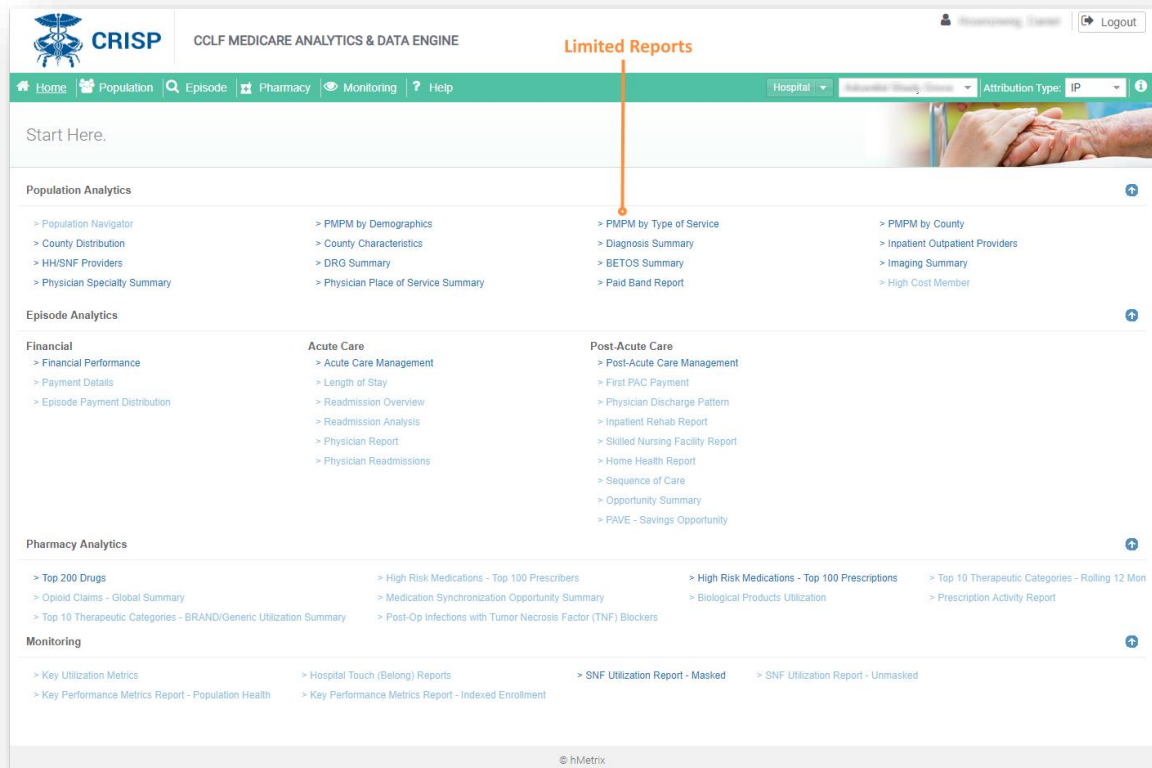 CRISP
CCLF MEDICARE ANALYTICS & DATA ENGINE
Limited Reports
Logout
Home Population Episode Pharmacy Monitoring ? Help Hospital Attribution Type: IP
Start Here.
Population Analytics
> Population Navigator > PMPM by Demographics > PMPM by Type of Service > PMPM by County
> County Distribution > County Characteristics > Diagnosis Summary > Inpatient Outpatient Providers
> HH/SNF Providers > DRG Summary > BETOS Summary > Imaging Summary
> Physician Specialty Summary > Physician Place of Service Summary > Paid Band Report > High Cost Member
Episode Analytics
Financial Acute Care Post-Acute Care
> Financial Performance > Acute Care Management > Post-Acute Care Management
> Payment Details > Length of Stay > First PAC Payment
> Episode Payment Distribution > Readmission Overview > Physician Discharge Pattern
> Readmission Analysis > Inpatient Rehab Report
> Physician Report > Skilled Nursing Facility Report
> Physician Readmissions > Home Health Report
> Sequence of Care
> Opportunity Summary
> PAVE - Savings Opportunity
Pharmacy Analytics
> Top 200 Drugs > High Risk Medications - Top 100 Prescribers > High Risk Medications - Top 100 Prescriptions > Top 10 Therapeutic Categories - Rolling 12 Mon
> Opioid Claims - Global Summary > Medication Synchronization Opportunity Summary > Biological Products Utilization > Prescription Activity Report
> Top 10 Therapeutic Categories - BRAND/Generic Utilization Summary > Post-Op Infections with Tumor Necrosis Factor (TNF) Blockers
Monitoring
> Key Utilization Metrics > Hospital Touch (Belong) Reports > SNF Utilization Report - Masked > SNF Utilization Report - Unmasked
> Key Performance Metrics Report - Population Health > Key Performance Metrics Report - Indexed Enrollment
© hMetrix